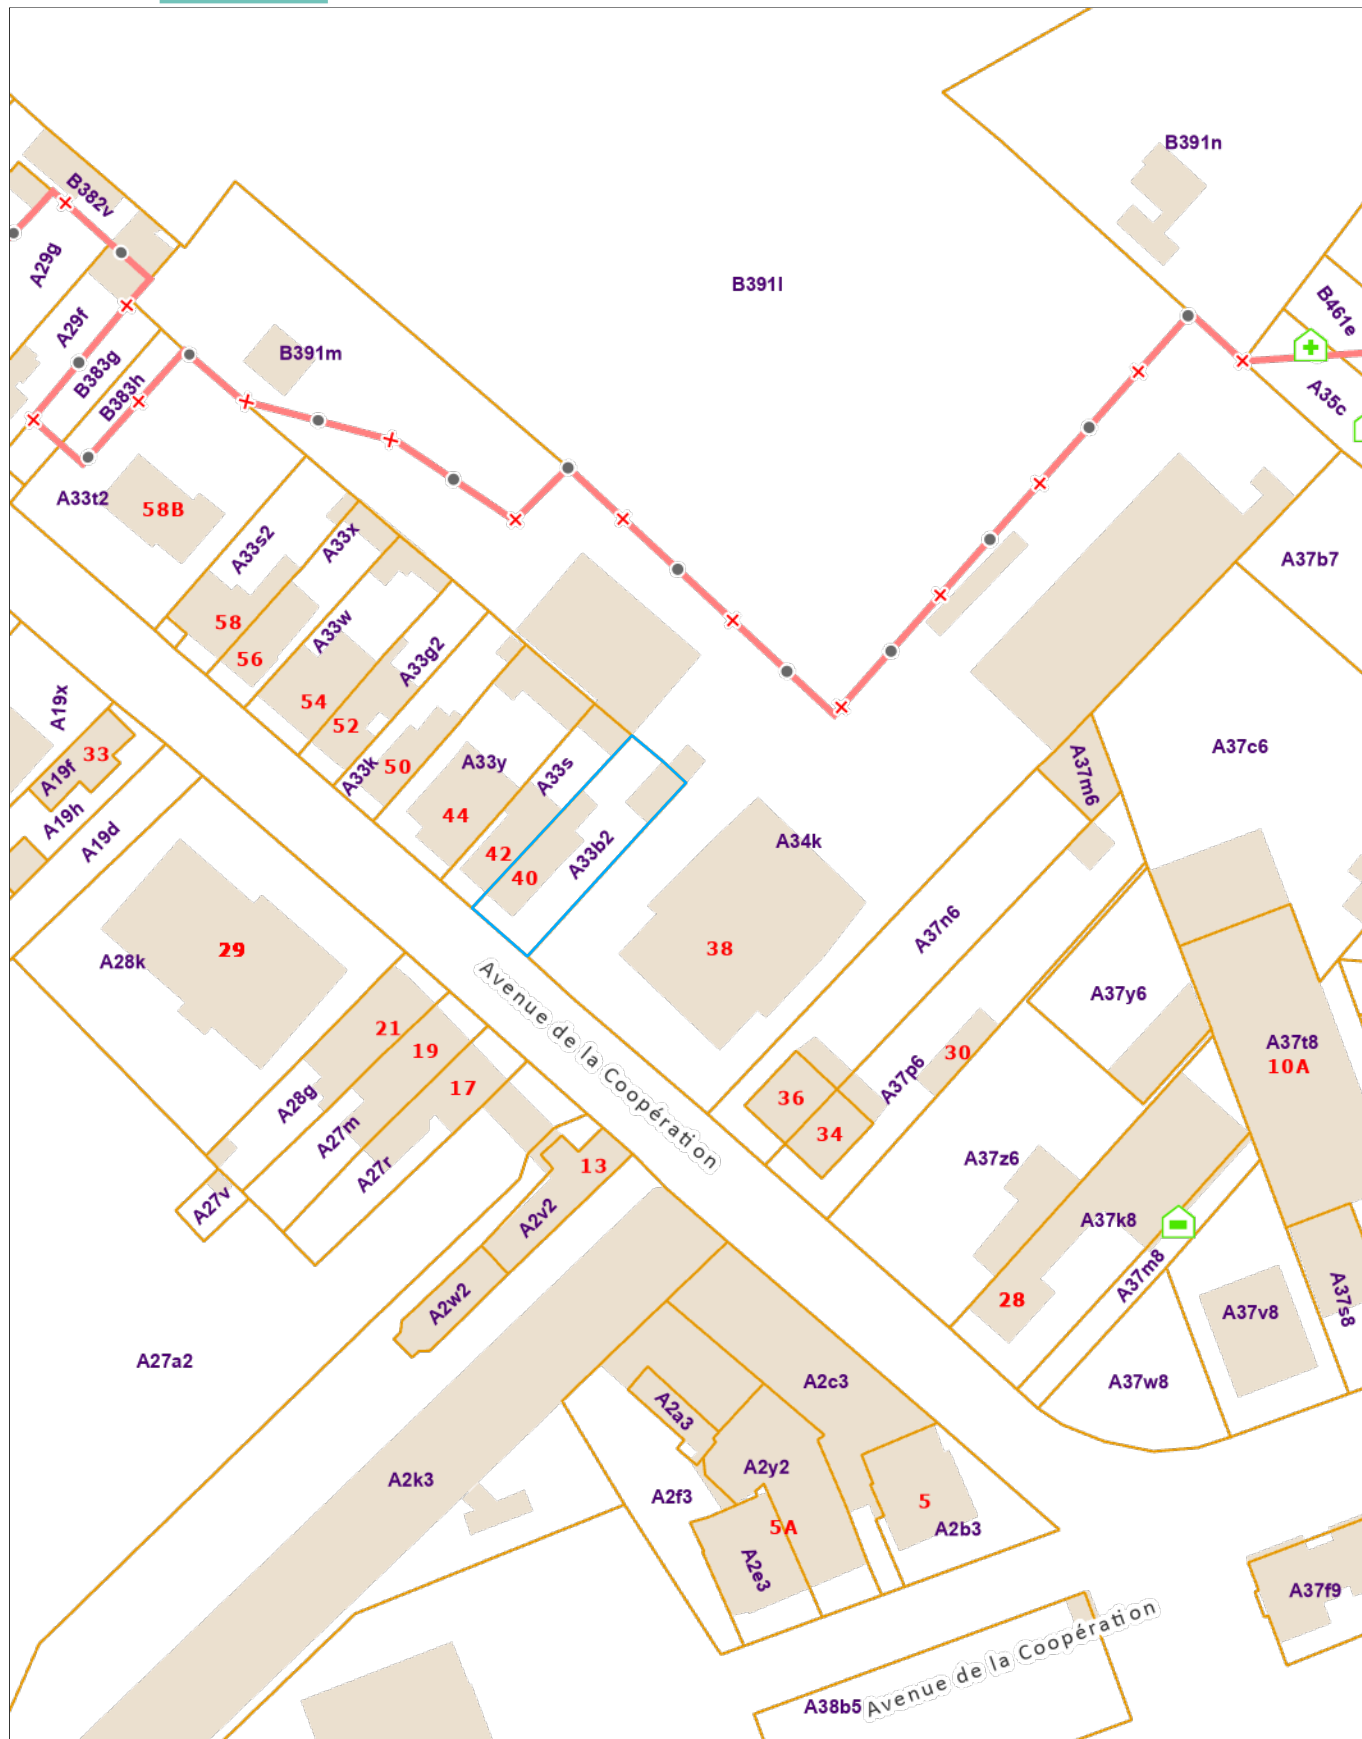 B391n
B382v
A29g
B391l
B461e
A29f
B383g
B391m
B383h
A35c
A33t2
58B
A33s2
A33x
A37b7
58
A33w
56
A33g2
A19x
54
52
33
A19f
A33k
50
A33y
A33s
A37c6
A37m6
A19h
A19d
44
42
40
A33b2
A34k
A28k
29
38
A37n6
Avenue de la Coopération
A37y6
21
19
17
A28g
A27m
A27r
A27v
36
34
A37p6
30
A37t8
10A
13
A2v2
A37z6
A37k8
A2w2
28
A37m8
A37v8
A37s8
A27a2
A2c3
A37w8
A2a3
A2k3
A2y2
A2f3
5A
5
A2b3
A2e3
A37f9
Avenue de la Coopération
A38b5